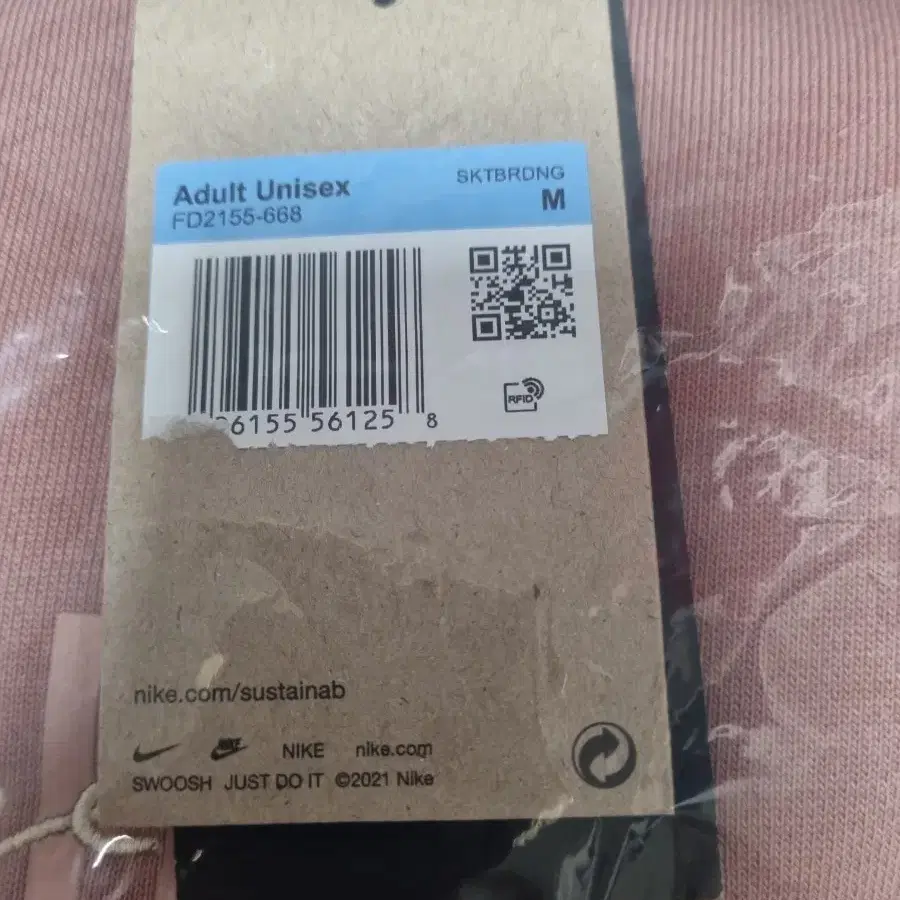 Adult Unisex
FD2155-668
SKTBRDNG
M
6155 56125 8
RFID
nike.com/sustainab
NIKE nike.com
SWOOSH JUST DO IT ©2021 Nike